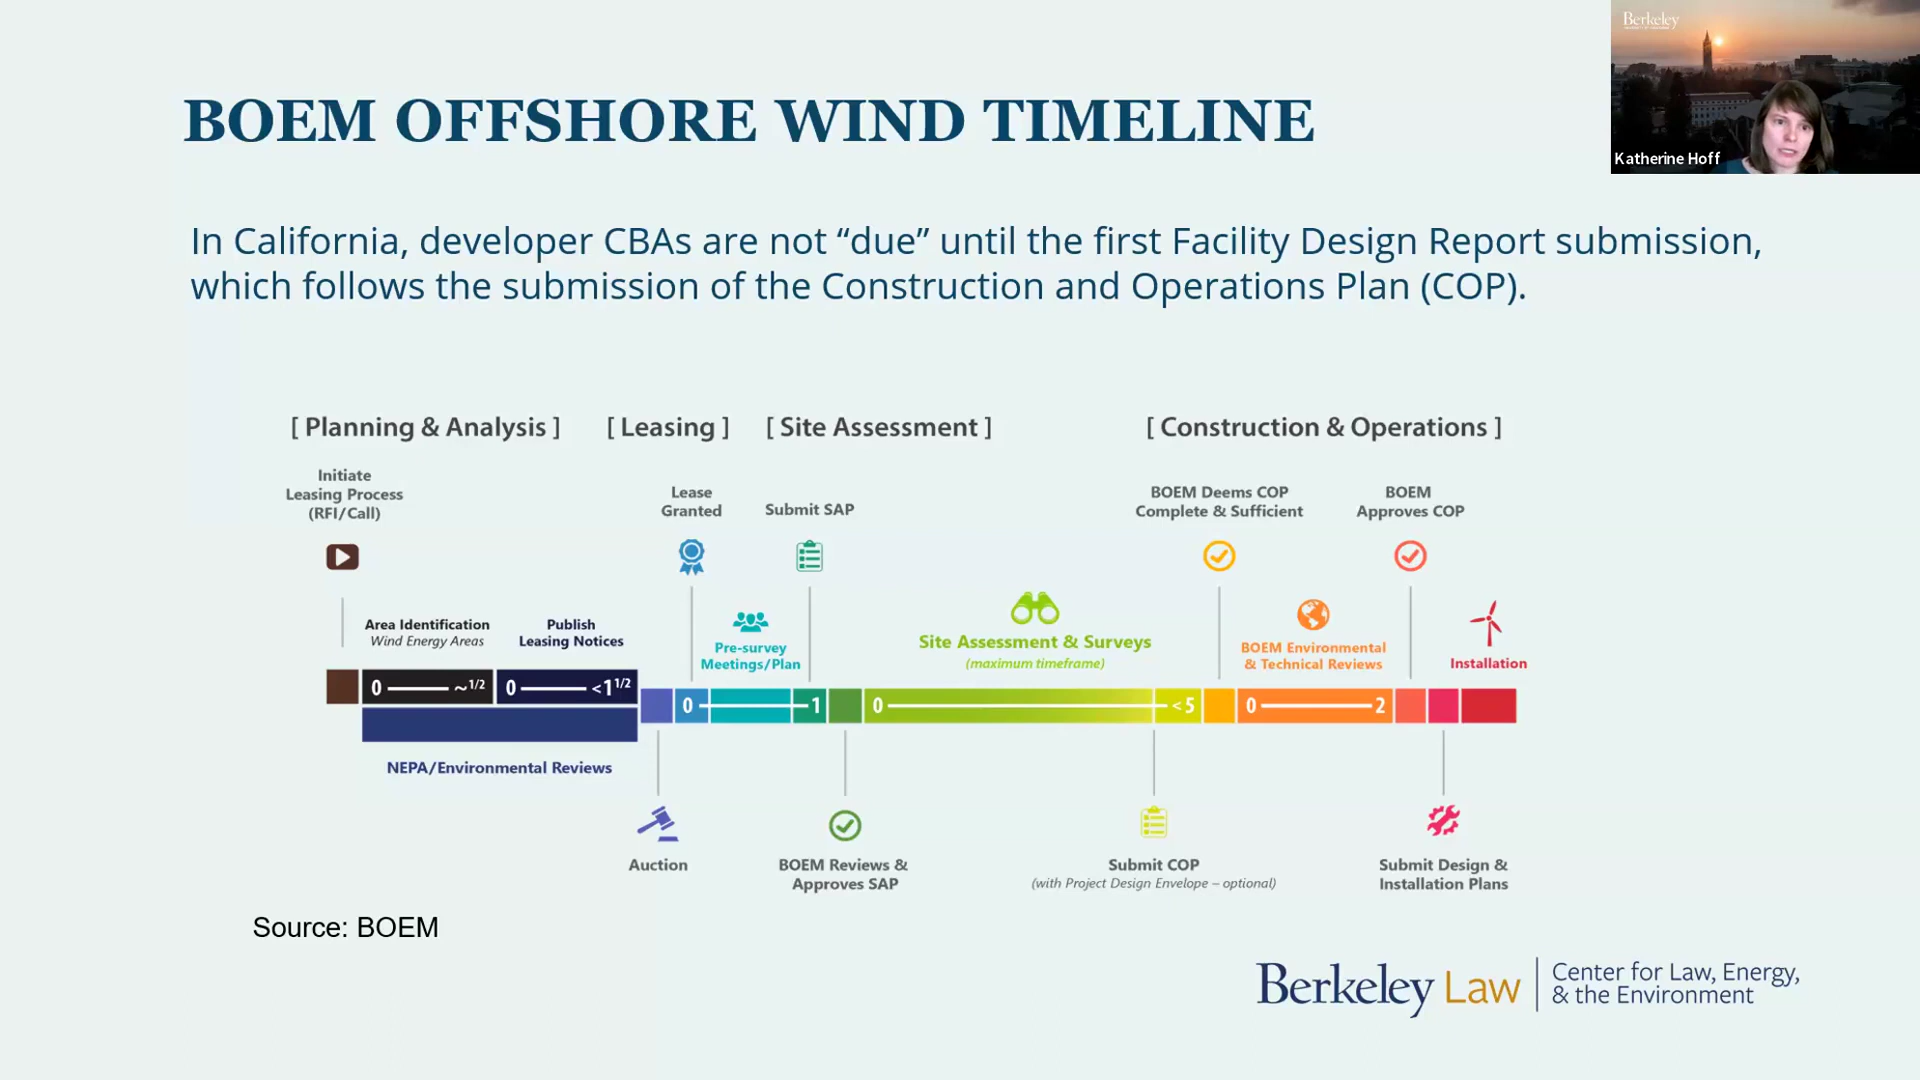 Berkeley
Katherine Hoff
BOEM OFFSHORE WIND TIMELINE
In California, developer CBAs are not “due” until the first Facility Design Report submission,
which follows the submission of the Construction and Operations Plan (COP).
[ Planning & Analysis ]
[ Leasing ]
[ Site Assessment ]
[ Construction & Operations ]
Initiate
Leasing Process
(RFI/Call)
Lease
Granted
Submit SAP
BOEM Deems COP
Complete & Sufficient
BOEM
Approves COP
Area Identification
Wind Energy Areas
Publish
Leasing Notices
Pre-survey
Meetings/Plan
Site Assessment & Surveys
(maximum timeframe)
BOEM Environmental
& Technical Reviews
Installation
0 ~1/2
0 <1 1/2
0 1
0 <5
0 2
NEPA/Environmental Reviews
Auction
BOEM Reviews &
Approves SAP
Submit COP
(with Project Design Envelope – optional)
Submit Design &
Installation Plans
Source: BOEM
Berkeley Law
Center for Law, Energy,
& the Environment